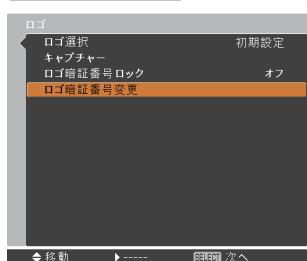 ロゴ
ロゴ選択 初期設定
キャプチャー
ロゴ暗証番号ロック オフ
ロゴ暗証番号変更
移動 ----- SELECT 次へ